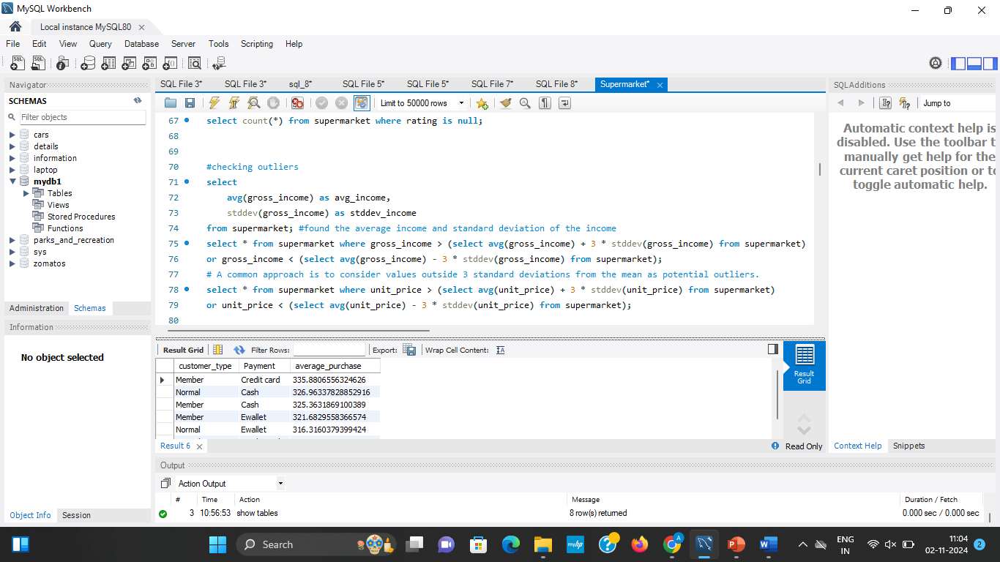 MySQL Workbench
Local instance MySQL80
File Edit View Query Database Server Tools Scripting Help
Navigator
SCHEMAS
Filter objects
cars
details
information
laptop
mydb1
Tables
Views
Stored Procedures
Functions
parks_and_recreation
sys
zomatos
Administration Schemas
Information
No object selected
Object Info Session
SQL File 3* SQL File 3* sql_8* SQL File 5* SQL File 5* SQL File 7* SQL File 8* Supermarket*
Limit to 50000 rows
67 select count(*) from supermarket where rating is null;
68
69
70 #checking outliers
71 select
72 avg(gross_income) as avg_income,
73 stddev(gross_income) as stddev_income
74 from supermarket; #found the average income and standard deviation of the income
75 select * from supermarket where gross_income > (select avg(gross_income) + 3 * stddev(gross_income) from supermarket)
76 or gross_income < (select avg(gross_income) - 3 * stddev(gross_income) from supermarket);
77 # A common approach is to consider values outside 3 standard deviations from the mean as potential outliers.
78 select * from supermarket where unit_price > (select avg(unit_price) + 3 * stddev(unit_price) from supermarket)
79 or unit_price < (select avg(unit_price) - 3 * stddev(unit_price) from supermarket);
80
Result Grid Filter Rows: Export: Wrap Cell Content:
customer_type Payment average_purchase
Member Credit card 335.8806556324626
Normal Cash 326.96337828852916
Member Cash 325.3631869100389
Member Ewallet 321.6829558366574
Normal Ewallet 316.3160379399424
Result Grid
Result 6
Read Only
Output
Action Output
# Time Action Message Duration / Fetch
3 10:56:53 show tables 8 row(s) returned 0.000 sec / 0.000 sec
SQLAdditions
Jump to
Automatic context help is
disabled. Use the toolbar t
manually get help for the
current caret position or to
toggle automatic help.
Context Help Snippets
Search
myhp
ENG
IN
11:04
02-11-2024
2